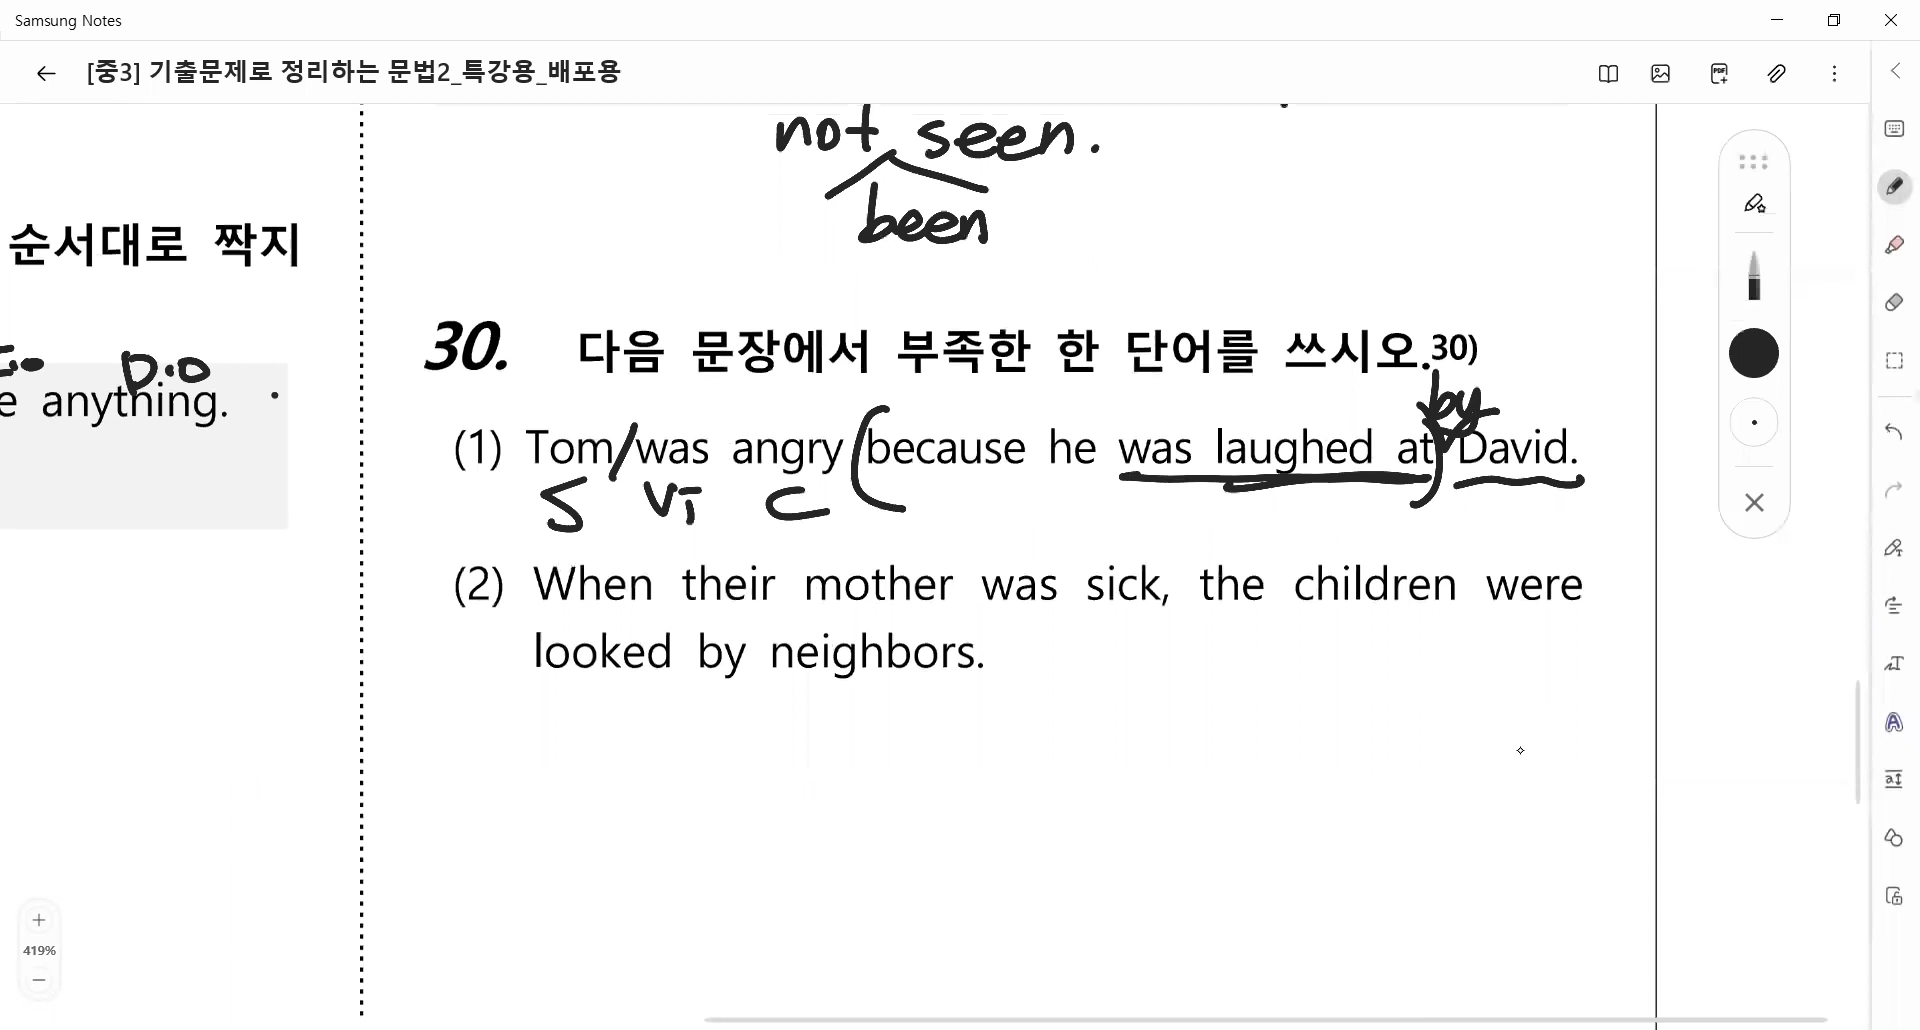 Samsung Notes
[중3] 기출문제로 정리하는 문법2_특강용_배포용
not seen.
been
순서대로 짝지
D.O
e anything.
30. 다음 문장에서 부족한 한 단어를 쓰시오.30)
by
(1) Tom/was angry (because he was laughed at) David.
S Vi C
(2) When their mother was sick, the children were
looked by neighbors.
419%